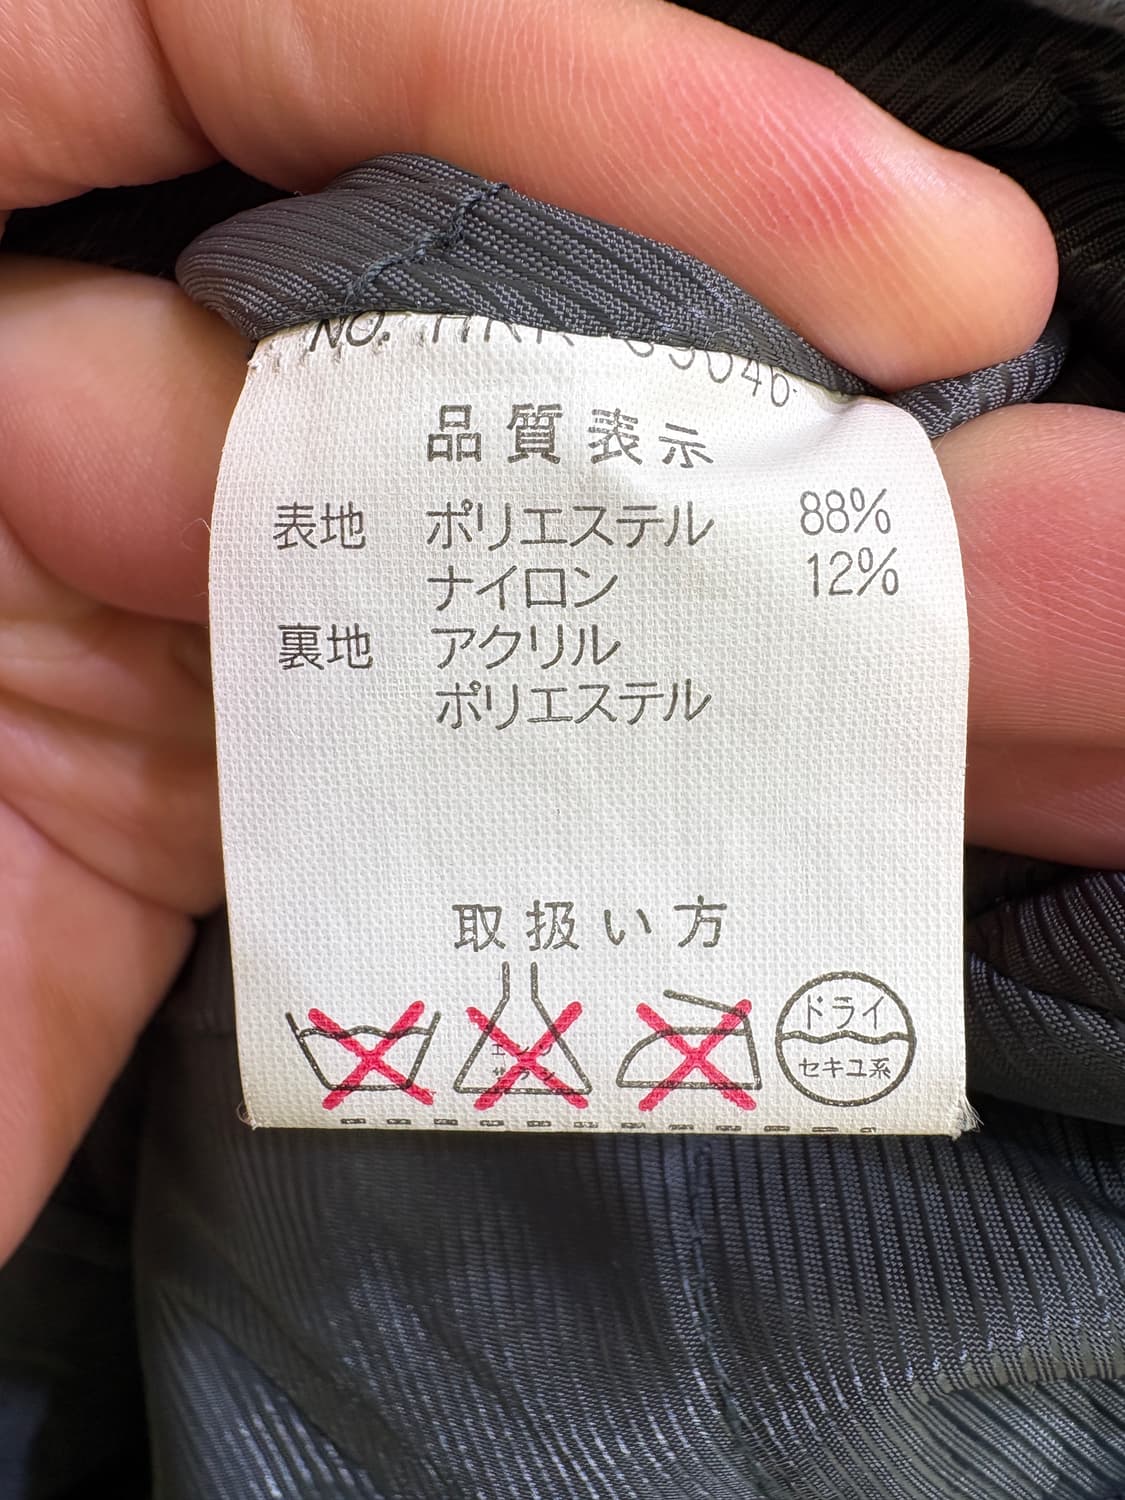 NO.
品質表示
表地 ポリエステル 88%
ナイロン 12%
裏地 アクリル
ポリエステル
取扱い方
ドライ
セキユ系